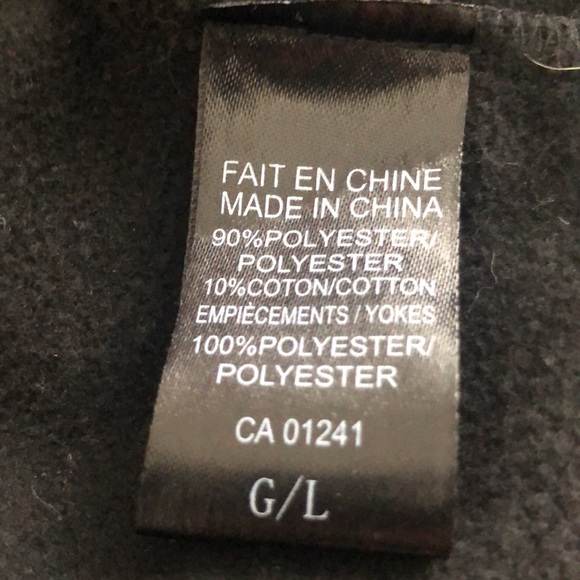 FAIT EN CHINE
MADE IN CHINA
90%POLYESTER/
POLYESTER
10%COTON/COTTON
EMPIÈCEMENTS / YOKES
100%POLYESTER/
POLYESTER
CA 01241
G/L